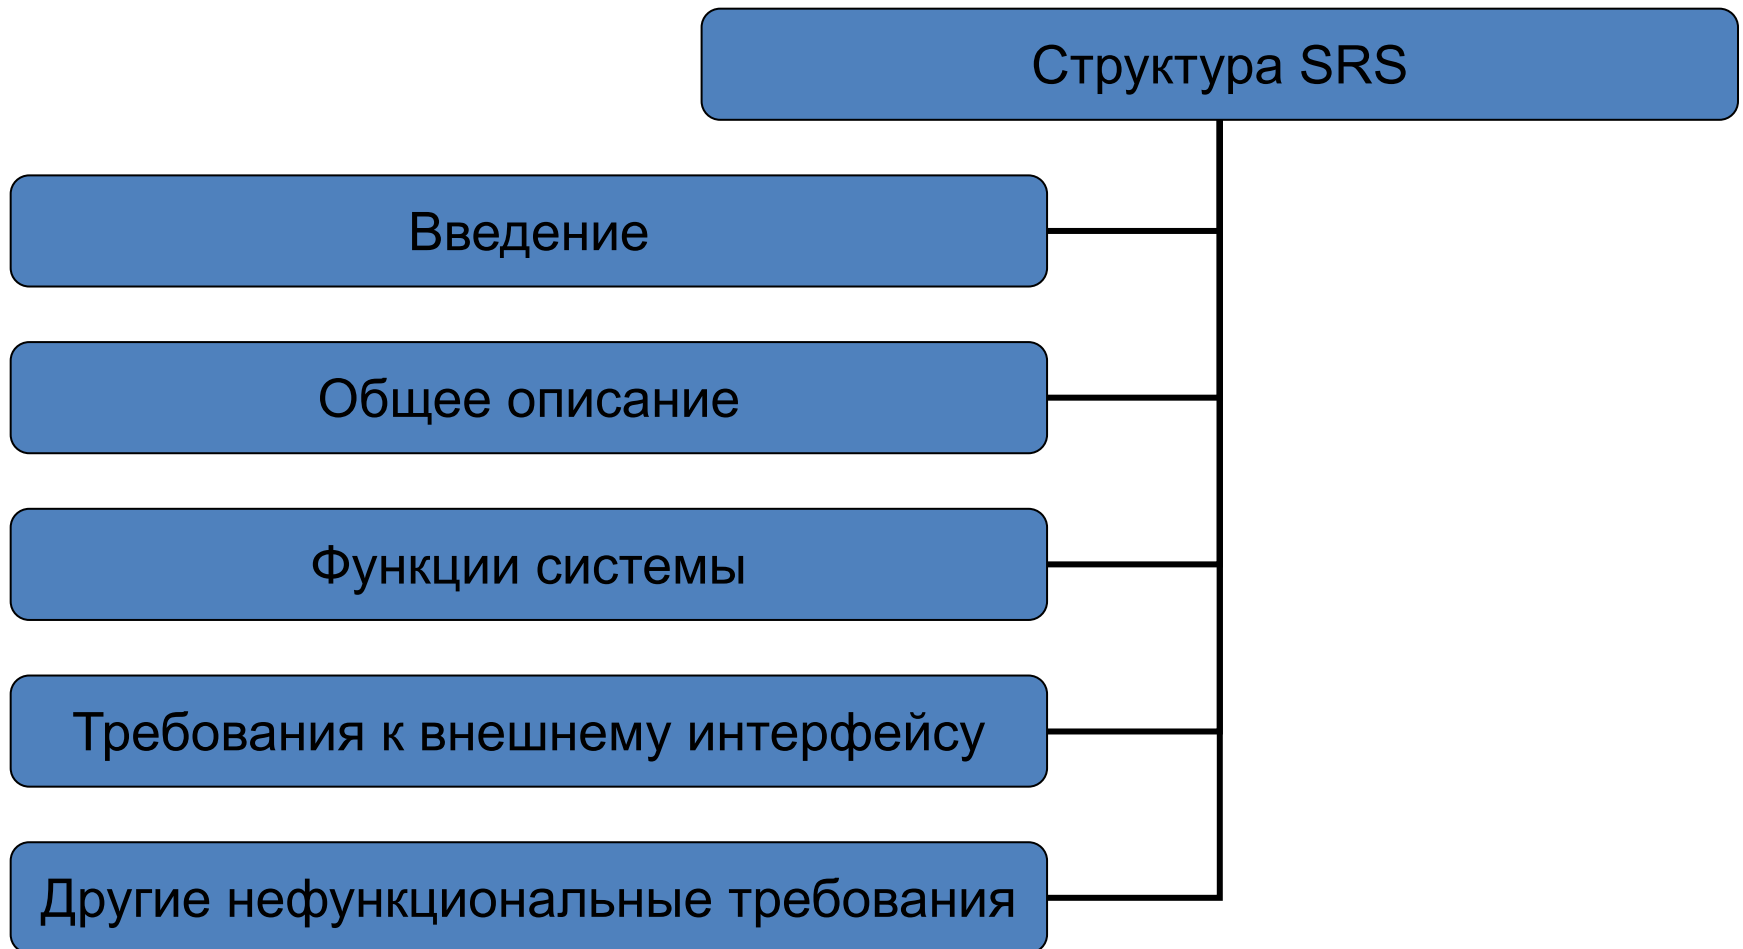 Структура SRS
Введение
Общее описание
Функции системы
Требования к внешнему интерфейсу
Другие нефункциональные требования